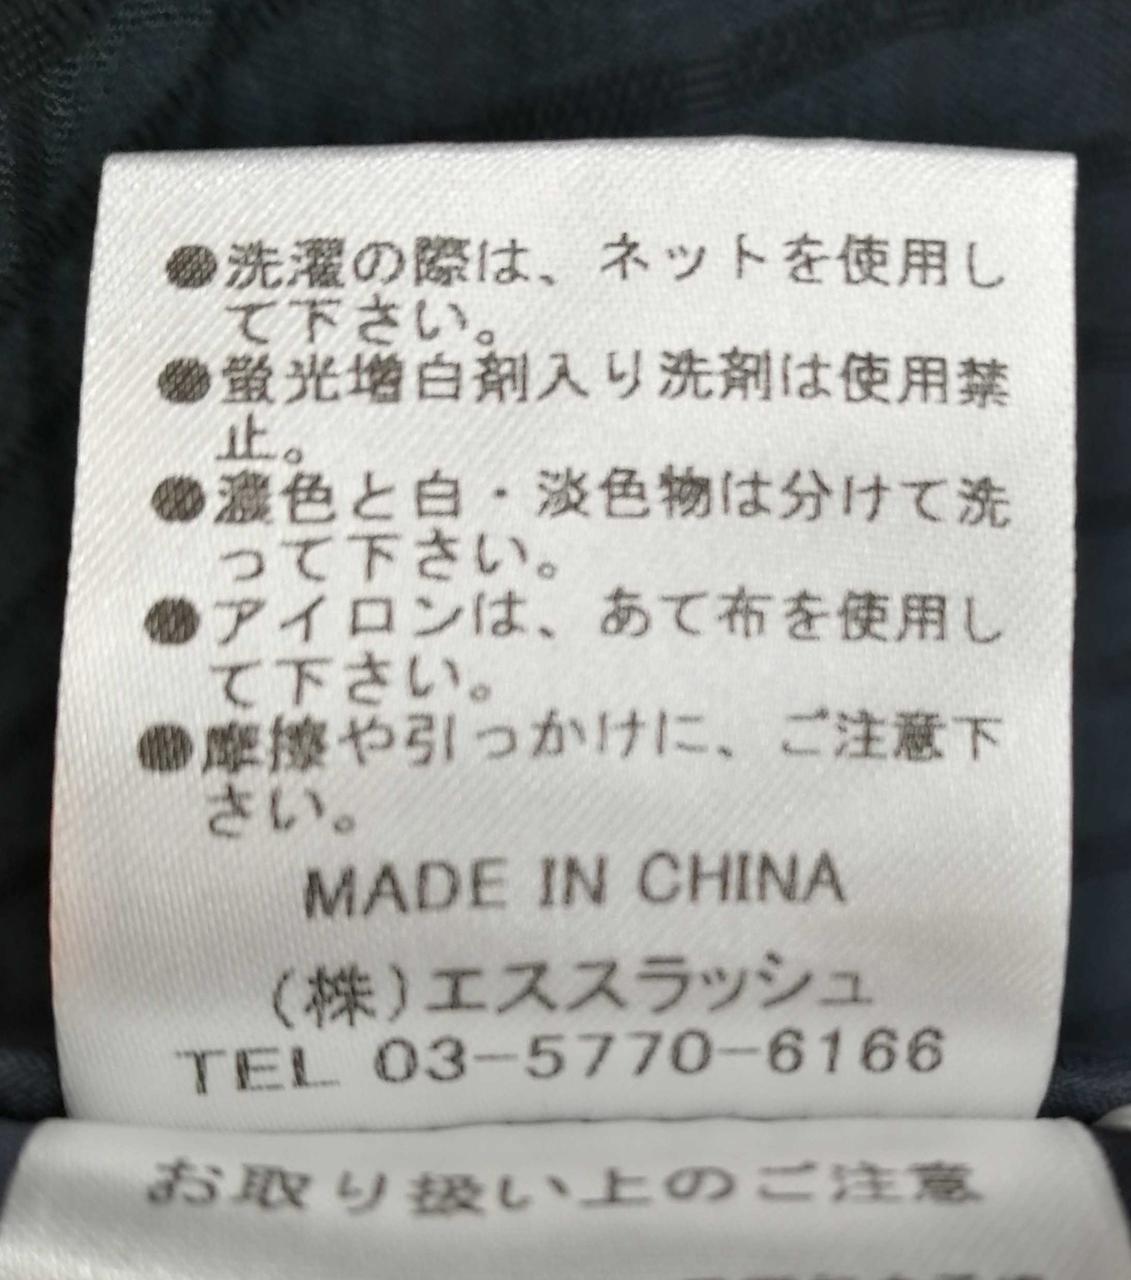 ●洗濯の際は、ネットを使用し
て下さい。
●蛍光増白剤入り洗剤は使用禁
止。
●濃色と白・淡色物は分けて洗
って下さい。
●アイロンは、あて布を使用し
て下さい。
●摩擦や引っかけに、ご注意下
さい。
MADE IN CHINA
(株)エススラッシュ
TEL 03-5770-6166
お取り扱い上のご注意